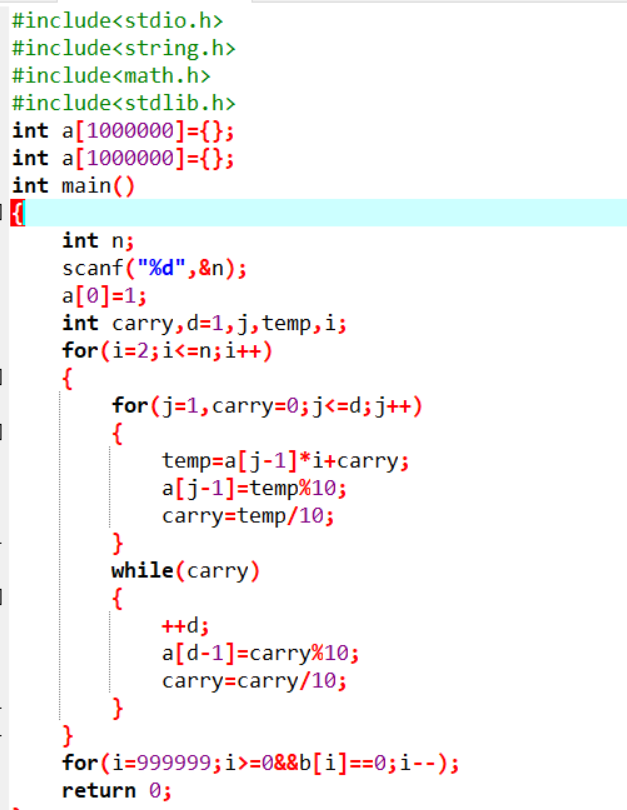 #include<stdio.h>
#include<string.h>
#include<math.h>
#include<stdlib.h>
int a[1000000]={};
int a[1000000]={};
int main()
{
    int n;
    scanf("%d",&n);
    a[0]=1;
    int carry,d=1,j,temp,i;
    for(i=2;i<=n;i++)
    {
        for(j=1,carry=0;j<=d;j++)
        {
            temp=a[j-1]*i+carry;
            a[j-1]=temp%10;
            carry=temp/10;
        }
        while(carry)
        {
            ++d;
            a[d-1]=carry%10;
            carry=carry/10;
        }
    }
    for(i=999999;i>=0&&b[i]==0;i--);
    return 0;